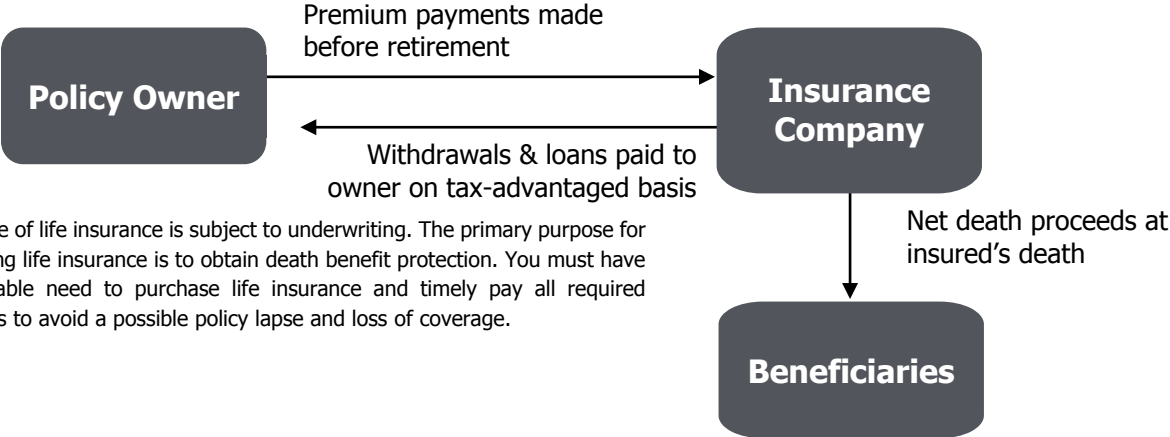 Premium payments made
before retirement
Policy Owner
Insurance
Company
Withdrawals & loans paid to
owner on tax-advantaged basis
e of life insurance is subject to underwriting. The primary purpose for
ng life insurance is to obtain death benefit protection. You must have
able need to purchase life insurance and timely pay all required
s to avoid a possible policy lapse and loss of coverage.
Net death proceeds at
insured's death
Beneficiaries